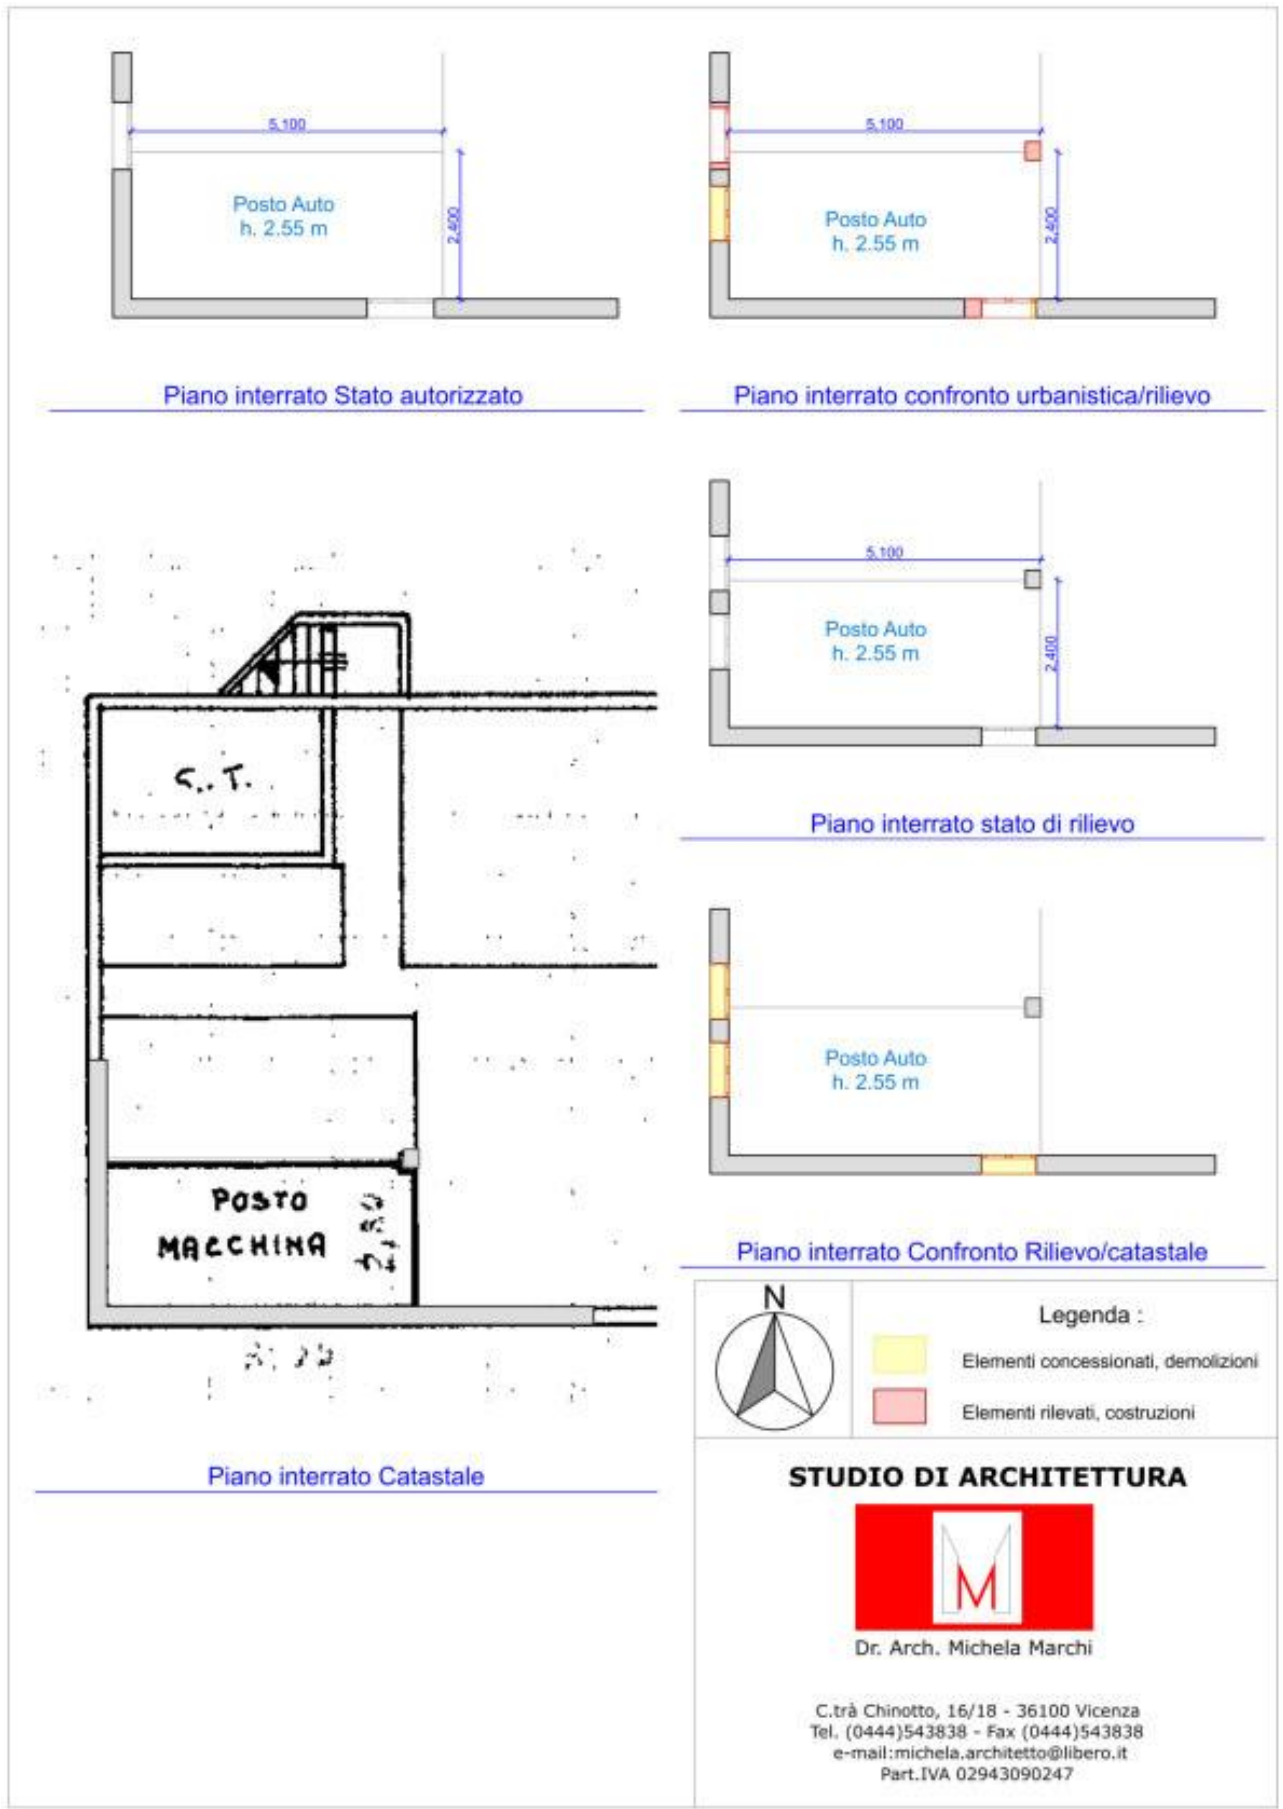 5,100
Posto Auto
h. 2.55 m
2,400
Piano interrato Stato autorizzato
5,100
Posto Auto
h. 2.55 m
2,400
Piano interrato confronto urbanistica/rilievo
5,100
Posto Auto
h. 2.55 m
2,400
Piano interrato stato di rilievo
C.T.
POSTO
MACCHINA
Piano interrato Catastale
Posto Auto
h. 2.55 m
Piano interrato Confronto Rilievo/catastale
N
Legenda :
Elementi concessionati, demolizioni
Elementi rilevati, costruzioni
STUDIO DI ARCHITETTURA
M
Dr. Arch. Michela Marchi
C.trà Chinotto, 16/18 - 36100 Vicenza
Tel. (0444)543838 - Fax (0444)543838
e-mail:michela.architetto@libero.it
Part.IVA 02943090247